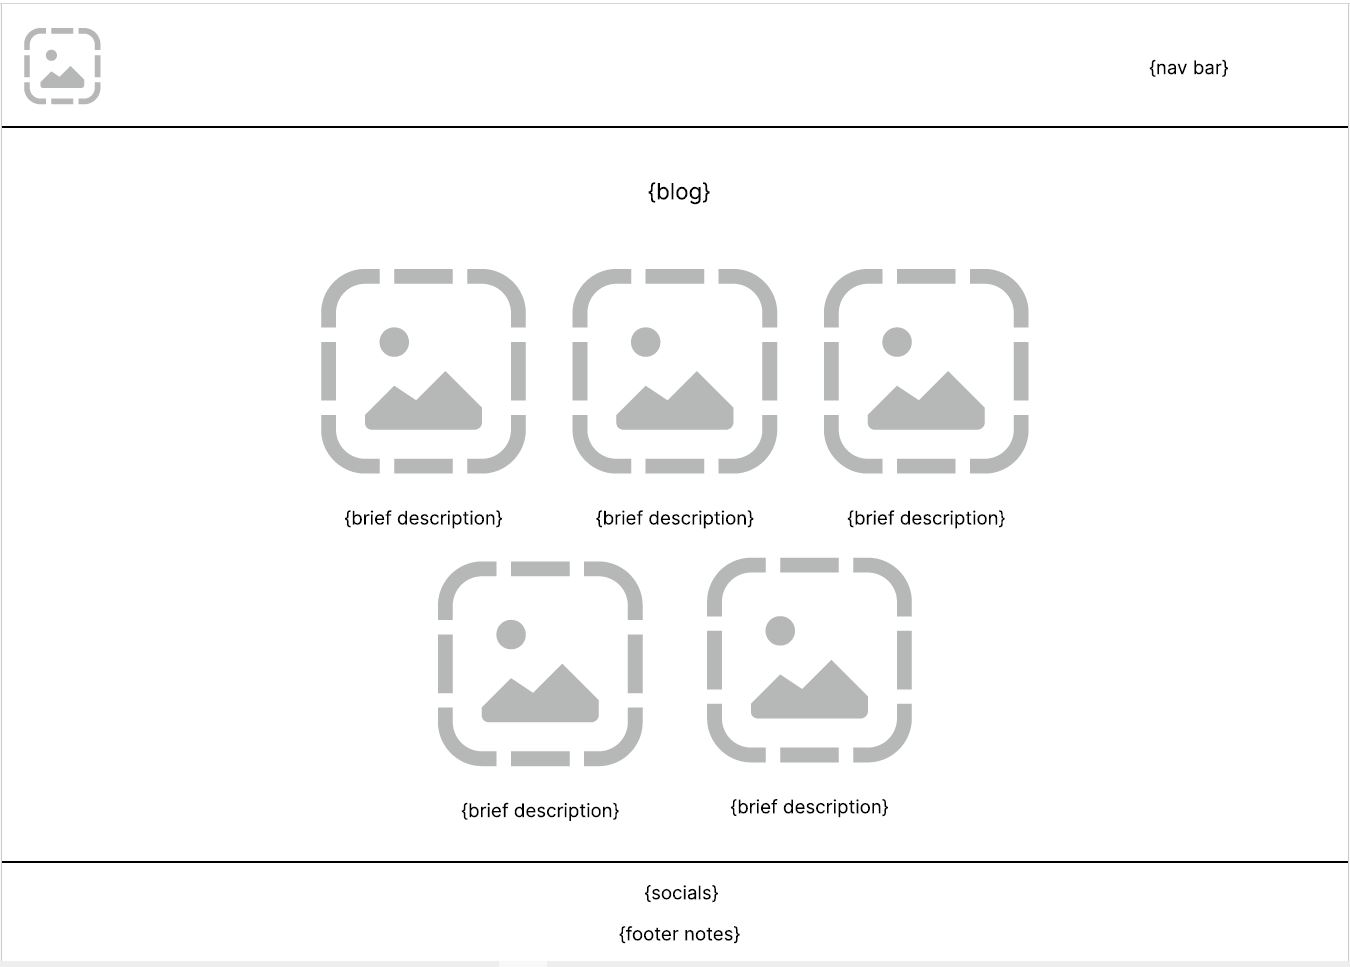 {nav bar}
{blog}
{brief description} {brief description} {brief description}
{brief description} {brief description}
{socials}
{footer notes}